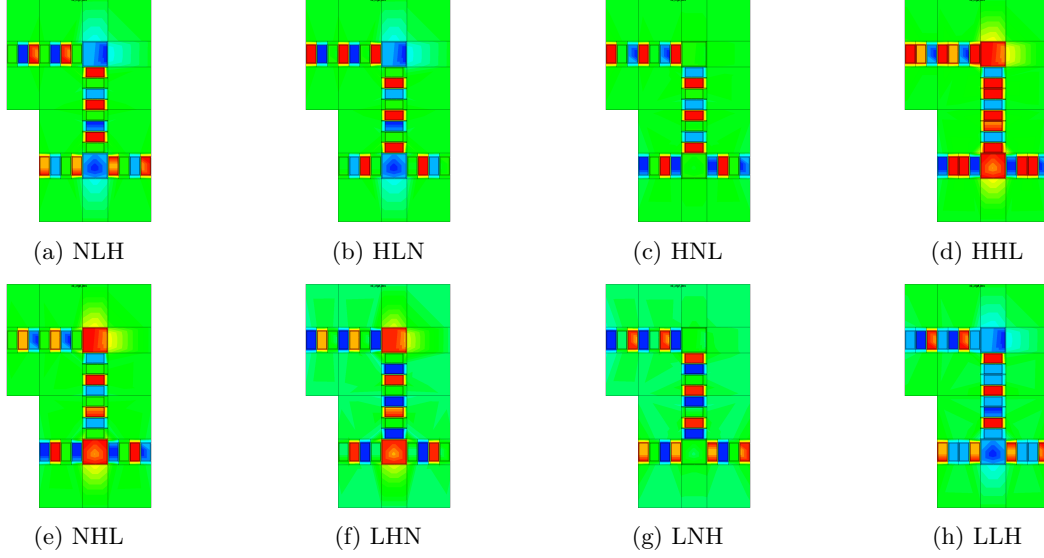 (a) NLH
(b) HLN
(c) HNL
(d) HHL
(e) NHL
(f) LHN
(g) LNH
(h) LLH